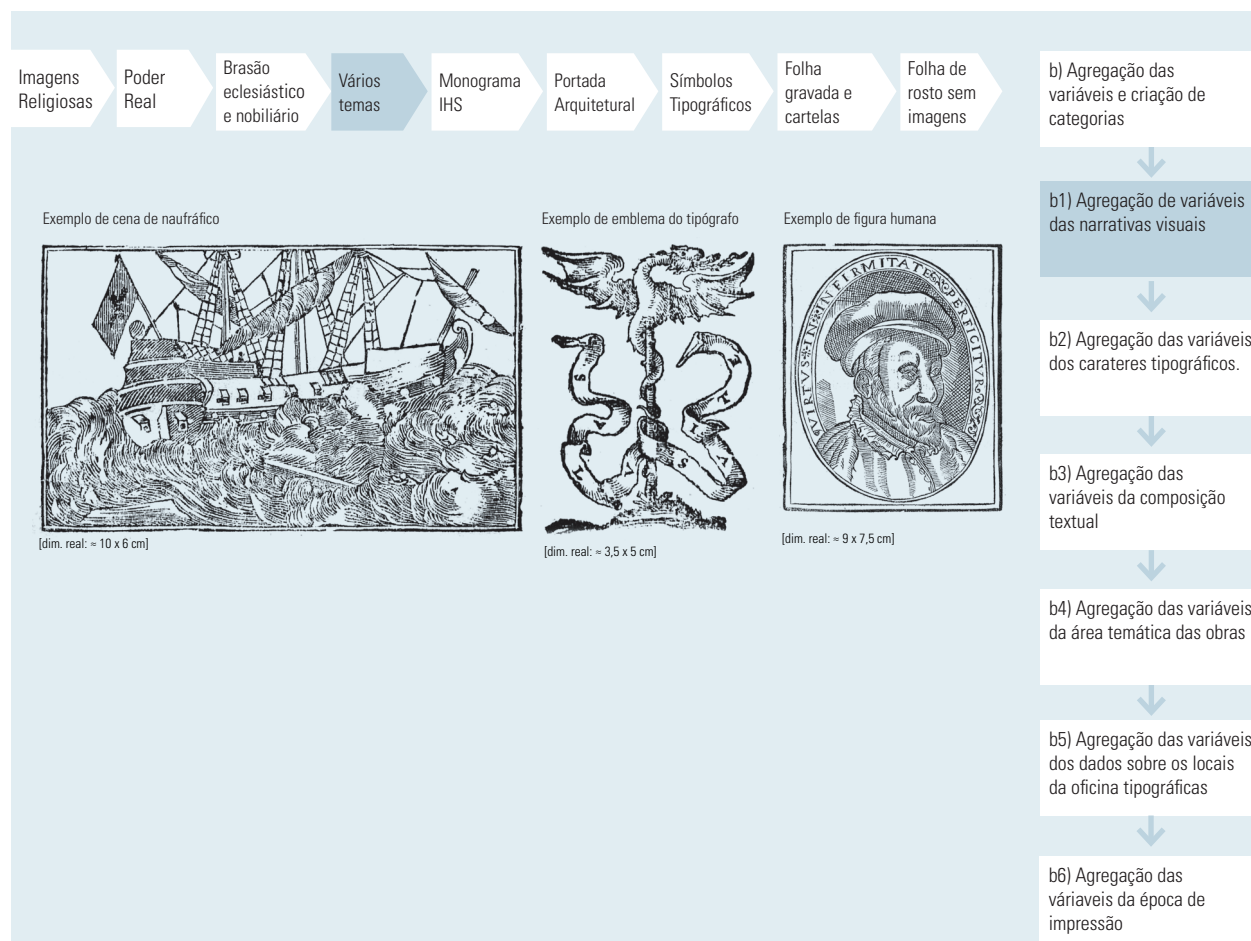 Imagens
Religiosas
Poder
Real
Brasão
eclesiástico
e nobiliário
Vários
temas
Monograma
IHS
Portada
Arquitetural
Símbolos
Tipográficos
Folha
gravada e
cartelas
Folha de
rosto sem
imagens
Exemplo de cena de naufráfico
[dim. real: ≈ 10 x 6 cm]
Exemplo de emblema do tipógrafo
[dim. real: ≈ 3,5 x 5 cm]
Exemplo de figura humana
VIRTVS IN INFIRMITATE PERFICITVR
[dim. real: ≈ 9 x 7,5 cm]
b) Agregação das
variáveis e criação de
categorias
b1) Agregação de variáveis
das narrativas visuais
b2) Agregação das variáveis
dos carateres tipográficos.
b3) Agregação das
variáveis da composição
textual
b4) Agregação das variáveis
da área temática das obras
b5) Agregação das variáveis
dos dados sobre os locais
da oficina tipográficas
b6) Agregação das
váriaveis da época de
impressão